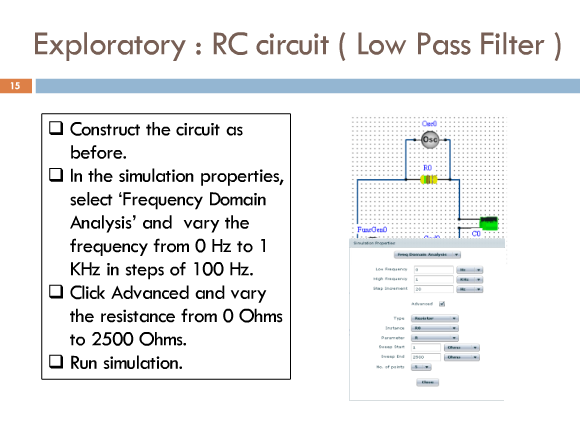 Exploratory : RC circuit ( Low Pass Filter )
15
❑ Construct the circuit as
before.
❑ In the simulation properties,
select ‘Frequency Domain
Analysis’ and vary the
frequency from 0 Hz to 1
KHz in steps of 100 Hz.
❑ Click Advanced and vary
the resistance from 0 Ohms
to 2500 Ohms.
❑ Run simulation.
Osc0
Osc
R0
FuncGen0
C0
Simulation Properties
Freq Domain Analysis
Low Frequency Hz
High Frequency 1 KHz
Step Increment 20 Hz
Advanced
Type Resistor
Instance R0
Parameter R
Sweep Start Ohms
Sweep End 2500 Ohms
No. of points 5
Close